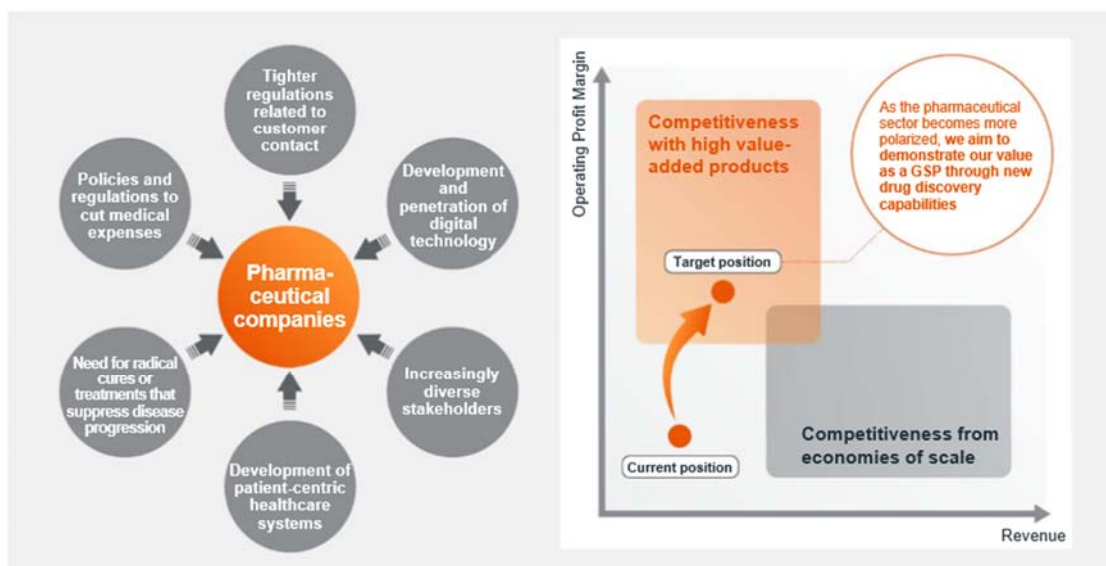 Tighter
regulations
related to
customer
contact
Policies and
regulations to
cut medical
expenses
Development
and
penetration of
digital
technology
Pharma-
ceutical
companies
Need for radical
cures or
treatments that
suppress disease
progression
Increasingly
diverse
stakeholders
Development of
patient-centric
healthcare
systems
Operating Profit Margin
Competitiveness
with high value-
added products
As the pharmaceutical
sector becomes more
polarized, we aim to
demonstrate our value
as a GSP through new
drug discovery
capabilities
Target position
Current position
Competitiveness from
economies of scale
Revenue